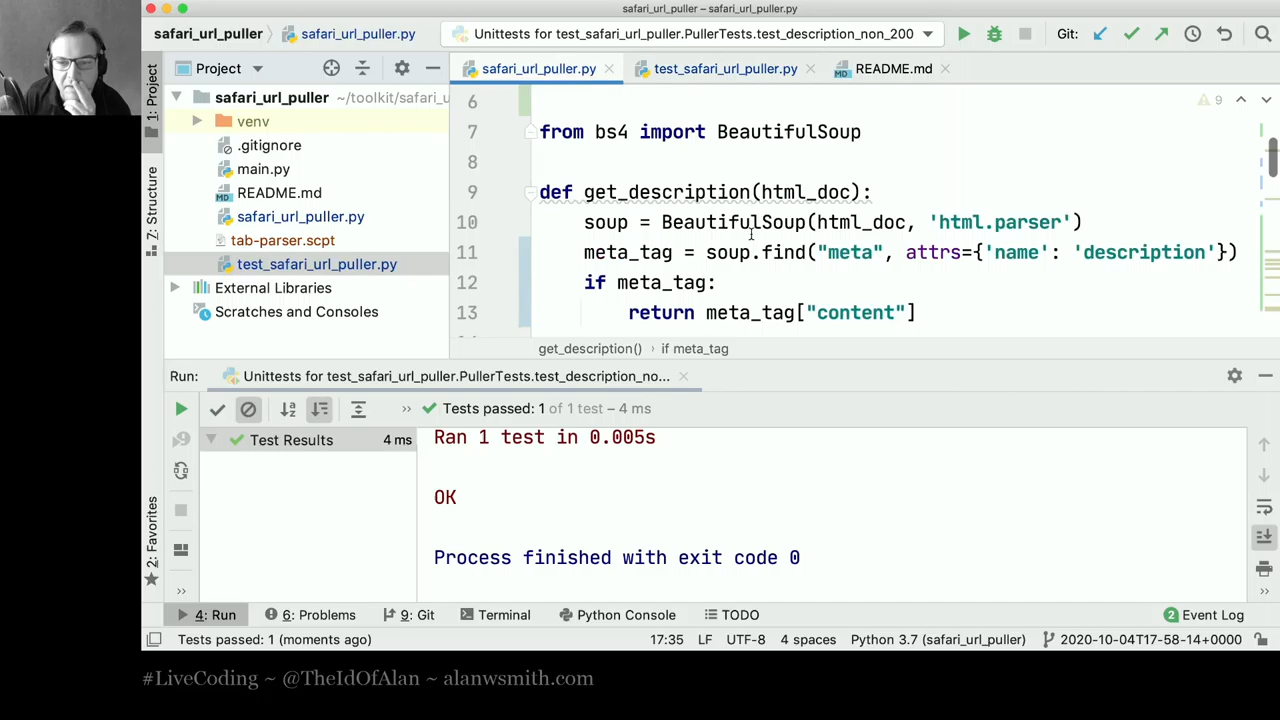 safari_url_puller – safari_url_puller.py
safari_url_puller
safari_url_puller.py
Unittests for test_safari_url_puller.PullerTests.test_description_non_200
Git:
1: Project
Project
safari_url_puller.py
test_safari_url_puller.py
README.md
safari_url_puller ~/toolkit/safari_u
venv
.gitignore
main.py
README.md
safari_url_puller.py
tab-parser.scpt
test_safari_url_puller.py
External Libraries
Scratches and Consoles
7: Structure
9
6
7 from bs4 import BeautifulSoup
8
9 def get_description(html_doc):
10 soup = BeautifulSoup(html_doc, 'html.parser')
11 meta_tag = soup.find("meta", attrs={'name': 'description'})
12 if meta_tag:
13 return meta_tag["content"]
get_description() › if meta_tag
Run:
Unittests for test_safari_url_puller.PullerTests.test_description_no...
Tests passed: 1 of 1 test – 4 ms
Test Results 4 ms
Ran 1 test in 0.005s
OK
Process finished with exit code 0
2: Favorites
4: Run
6: Problems
9: Git
Terminal
Python Console
TODO
2 Event Log
Tests passed: 1 (moments ago)
17:35 LF UTF-8 4 spaces Python 3.7 (safari_url_puller) 2020-10-04T17-58-14+0000
#LiveCoding ~ @TheIdOfAlan ~ alanwsmith.com